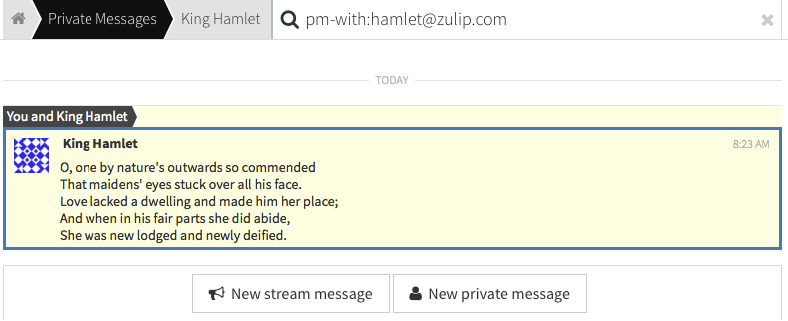 Private Messages King Hamlet pm-with:hamlet@zulip.com
TODAY
You and King Hamlet
King Hamlet 8:23 AM
O, one by nature's outwards so commended
That maidens' eyes stuck over all his face.
Love lacked a dwelling and made him her place;
And when in his fair parts she did abide,
She was new lodged and newly deified.
New stream message New private message